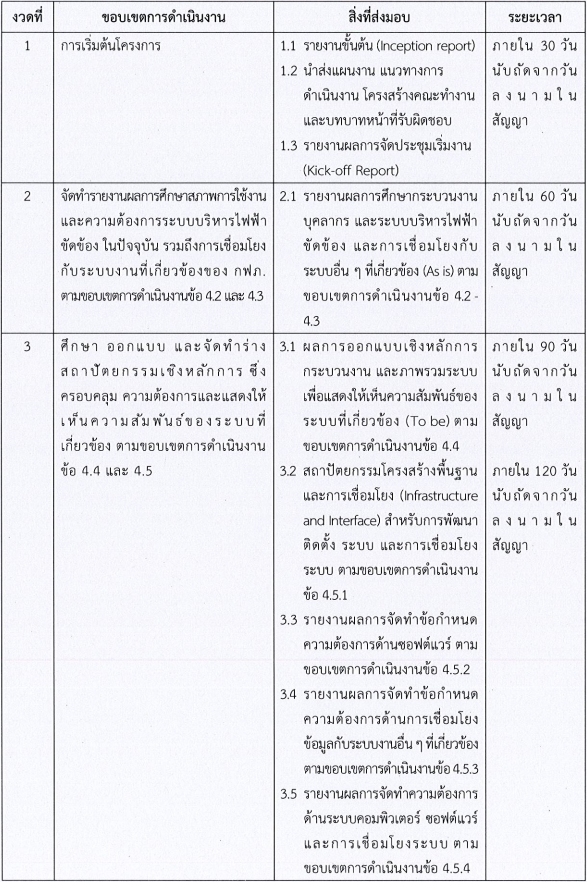 งวดที่ ขอบเขตการดำเนินงาน สิ่งที่ส่งมอบ ระยะเวลา
1 การเริ่มต้นโครงการ
1.1 รายงานขั้นต้น (Inception report)
1.2 นำส่งแผนงาน แนวทางการ
ดำเนินงาน โครงสร้างคณะทำงาน
และบทบาทหน้าที่รับผิดชอบ
1.3 รายงานผลการจัดประชุมเริ่มงาน
(Kick-off Report)
ภายใน 30 วัน
นับถัดจากวัน
ลงนามใน
สัญญา
2 จัดทำรายงานผลการศึกษาสภาพการใช้งาน
และความต้องการระบบบริหารไฟฟ้า
ขัดข้อง ในปัจจุบัน รวมถึงการเชื่อมโยง
กับระบบงานที่เกี่ยวข้องของ กฟภ.
ตามขอบเขตการดำเนินงานข้อ 4.2 และ 4.3
2.1 รายงานผลการศึกษากระบวนงาน
บุคลากร และระบบบริหารไฟฟ้า
ขัดข้อง และการเชื่อมโยงกับ
ระบบอื่น ๆ ที่เกี่ยวข้อง (As is) ตาม
ขอบเขตการดำเนินงานข้อ 4.2 -
4.3
ภายใน 60 วัน
นับถัดจากวัน
ลงนามใน
สัญญา
3 ศึกษา ออกแบบ และจัดทำร่าง
สถาปัตยกรรมเชิงหลักการ ซึ่ง
ครอบคลุม ความต้องการและแสดงให้
เห็นความสัมพันธ์ของระบบที่
เกี่ยวข้อง ตามขอบเขตการดำเนินงาน
ข้อ 4.4 และ 4.5
3.1 ผลการออกแบบเชิงหลักการ
กระบวนงาน และภาพรวมระบบ
เพื่อแสดงให้เห็นความสัมพันธ์ของ
ระบบที่เกี่ยวข้อง (To be) ตาม
ขอบเขตการดำเนินงานข้อ 4.4
3.2 สถาปัตยกรรมโครงสร้างพื้นฐาน
และการเชื่อมโยง (Infrastructure
and Interface) สำหรับการพัฒนา
ติดตั้ง ระบบ และการเชื่อมโยง
ระบบ ตามขอบเขตการดำเนินงาน
ข้อ 4.5.1
3.3 รายงานผลการจัดทำข้อกำหนด
ความต้องการด้านซอฟต์แวร์ ตาม
ขอบเขตการดำเนินงานข้อ 4.5.2
3.4 รายงานผลการจัดทำข้อกำหนด
ความต้องการด้านการเชื่อมโยง
ข้อมูลกับระบบงานอื่น ๆ ที่เกี่ยวข้อง
ตามขอบเขตการดำเนินงานข้อ 4.5.3
3.5 รายงานผลการจัดทำความต้องการ
ด้านระบบคอมพิวเตอร์ ซอฟต์แวร์
และการเชื่อมโยงระบบ ตาม
ขอบเขตการดำเนินงานข้อ 4.5.4
ภายใน 90 วัน
นับถัดจากวัน
ลงนามใน
สัญญา
ภายใน 120 วัน
นับถัดจากวัน
ลงนามใน
สัญญา